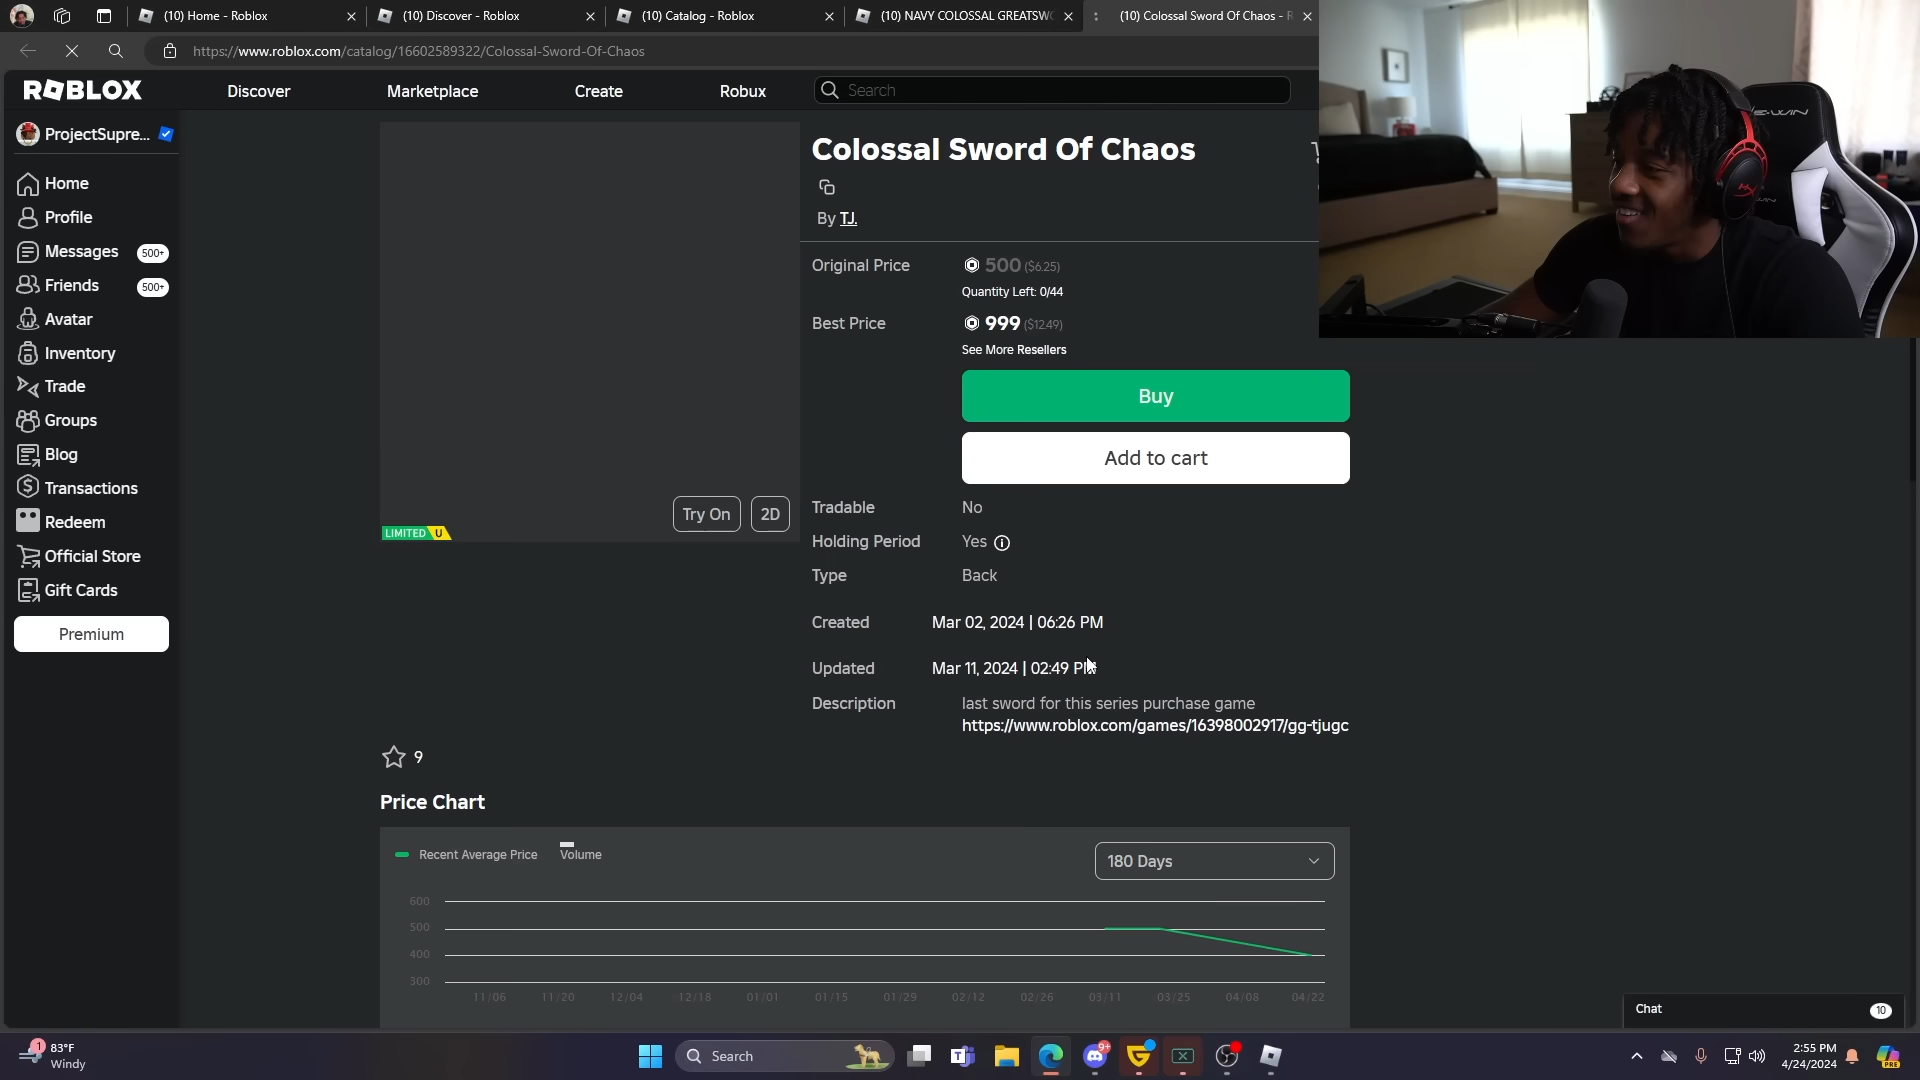 (10) Home - Roblox
(10) Discover - Roblox
(10) Catalog - Roblox
(10) NAVY COLOSSAL GREATSWO
(10) Colossal Sword Of Chaos - R
https://www.roblox.com/catalog/16602589322/Colossal-Sword-Of-Chaos
ROBLOX
Discover
Marketplace
Create
Robux
Search
ProjectSupre...
Home
Profile
Messages 500+
Friends 500+
Avatar
Inventory
Trade
Groups
Blog
Transactions
Redeem
Official Store
Gift Cards
Premium
Try On
2D
LIMITED U
Colossal Sword Of Chaos
By TJ.
Original Price 500 ($6.25)
Quantity Left: 0/44
Best Price 999 ($12.49)
See More Resellers
Buy
Add to cart
Tradable No
Holding Period Yes
Type Back
Created Mar 02, 2024 | 06:26 PM
Updated Mar 11, 2024 | 02:49 PM
Description last sword for this series purchase game
https://www.roblox.com/games/16398002917/gg-tjugc
9
Price Chart
Recent Average Price
Volume
180 Days
600
500
400
300
11/06 11/20 12/04 12/18 01/01 01/15 01/29 02/12 02/26 03/11 03/25 04/08 04/22
Chat 10
1
83°F
Windy
Search
9+
2:55 PM
4/24/2024
PRE